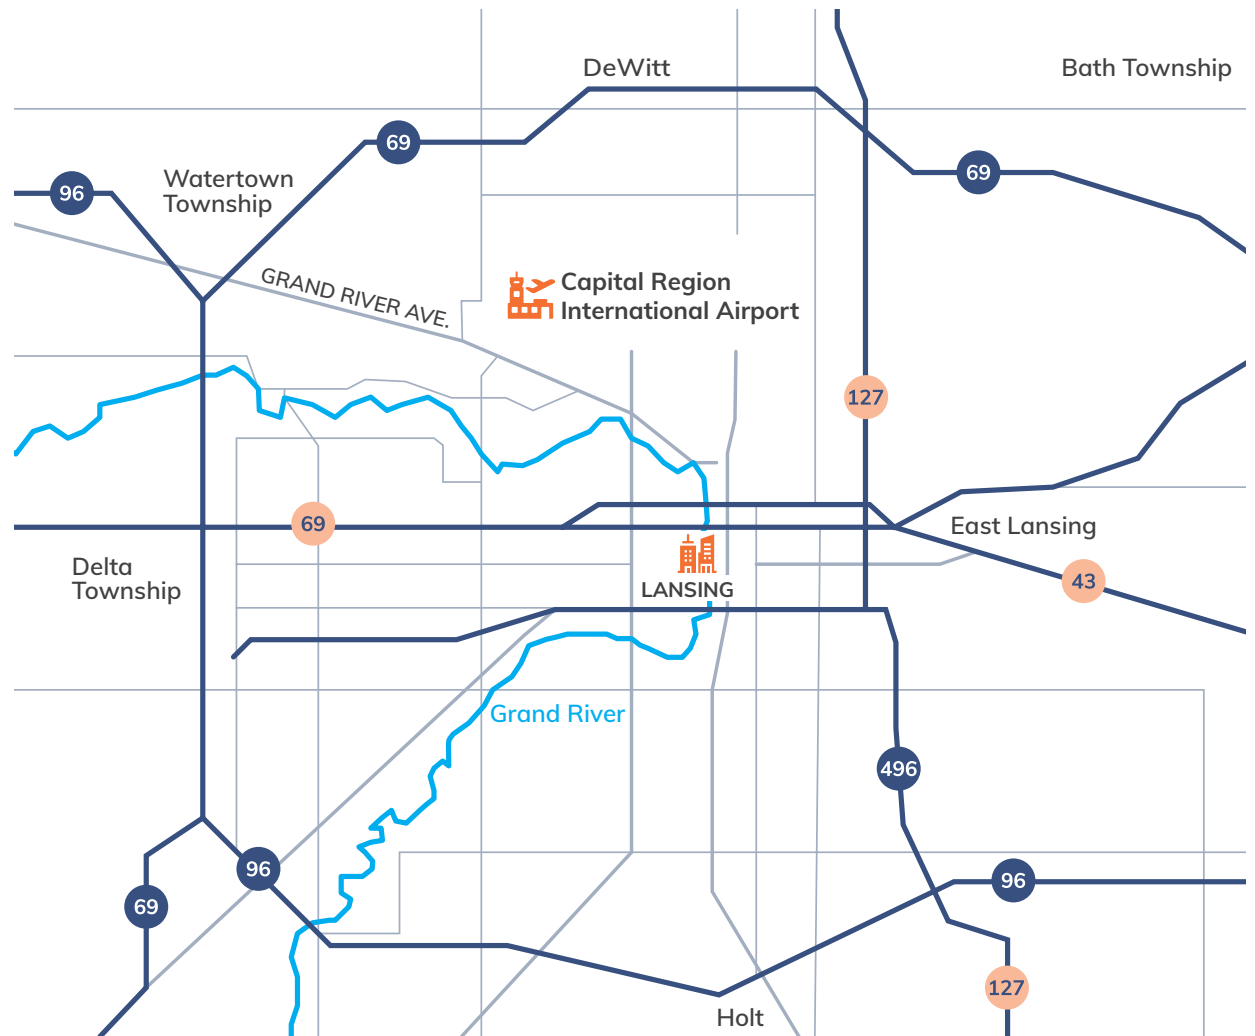 DeWitt
Bath Township
69
69
96
Watertown
Township
GRAND RIVER AVE.
Capital Region
International Airport
127
69
East Lansing
Delta
Township
43
LANSING
Grand River
496
96
96
69
127
Holt